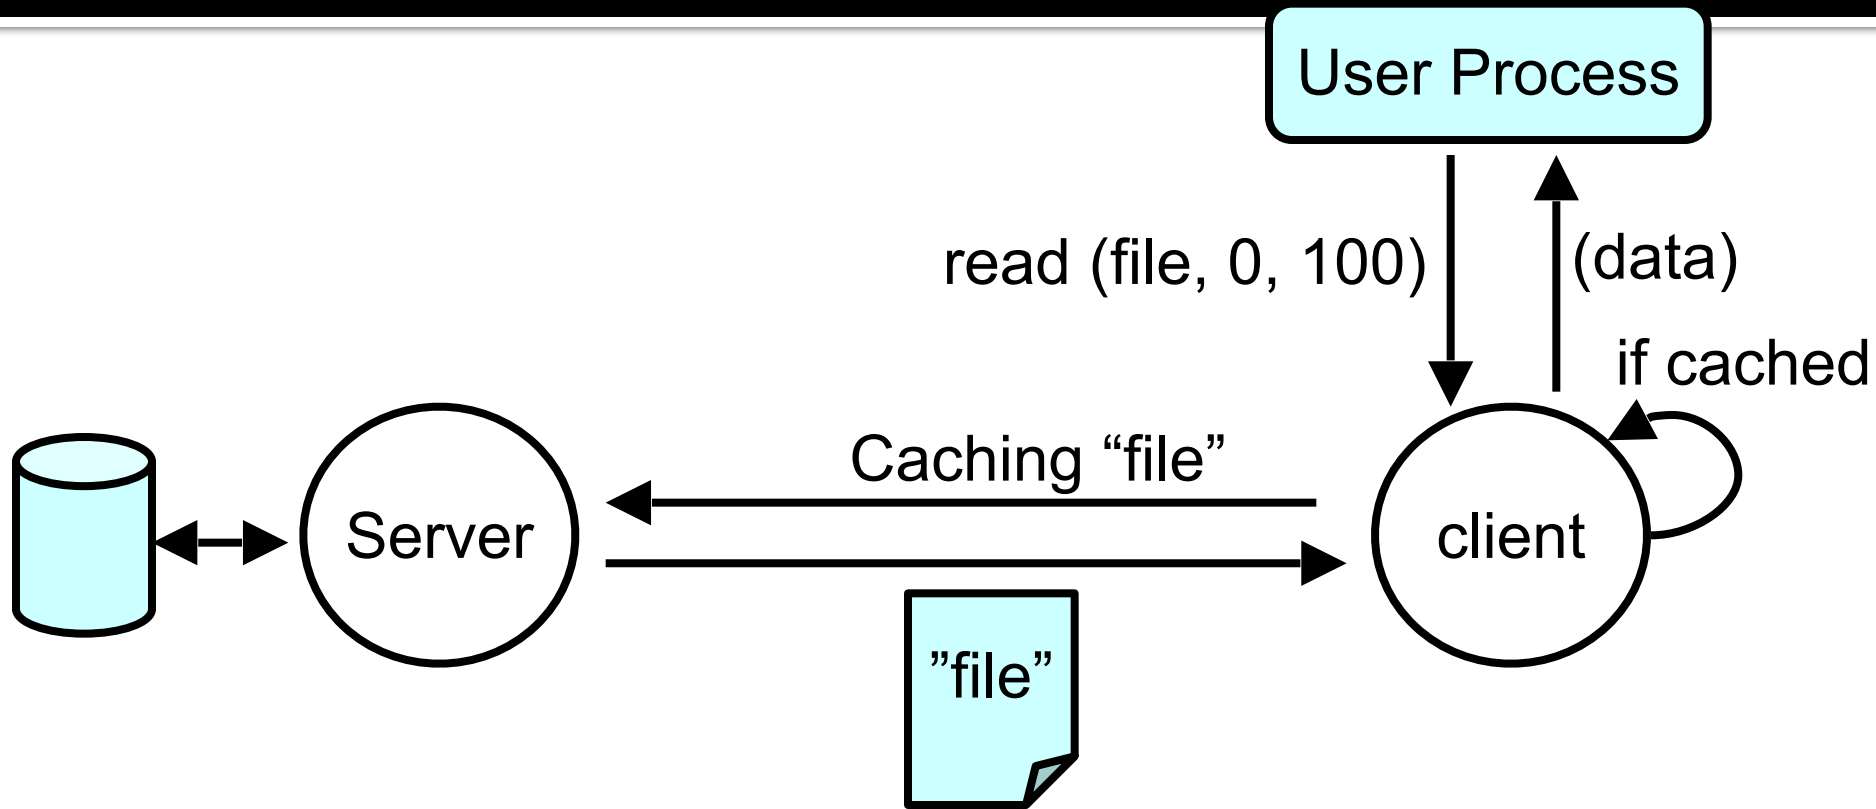 User Process
read (file, 0, 100)
(data)
if cached
Caching “file”
Server
client
”file”